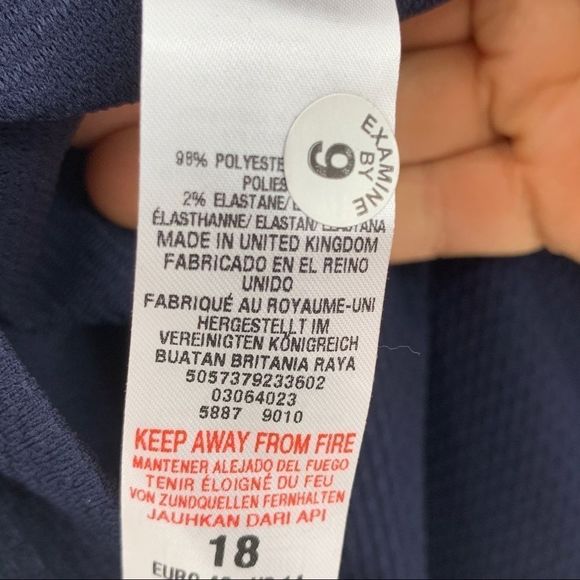 EXAMINE
BY
9
98% POLYESTE
POLIES
2% ELASTANE/
ÉLASTHANNE/ ELASTAN/
MADE IN UNITED KINGDOM
FABRICADO EN EL REINO
UNIDO
FABRIQUÉ AU ROYAUME-UNI
HERGESTELLT IM
VEREINIGTEN KÖNIGREICH
BUATAN BRITANIA RAYA
5057379233602
03064023
5887 9010
KEEP AWAY FROM FIRE
MANTENER ALEJADO DEL FUEGO
TENIR ÉLOIGNÉ DU FEU
VON ZUNDQUELLEN FERNHALTEN
JAUHKAN DARI API
18
EURO